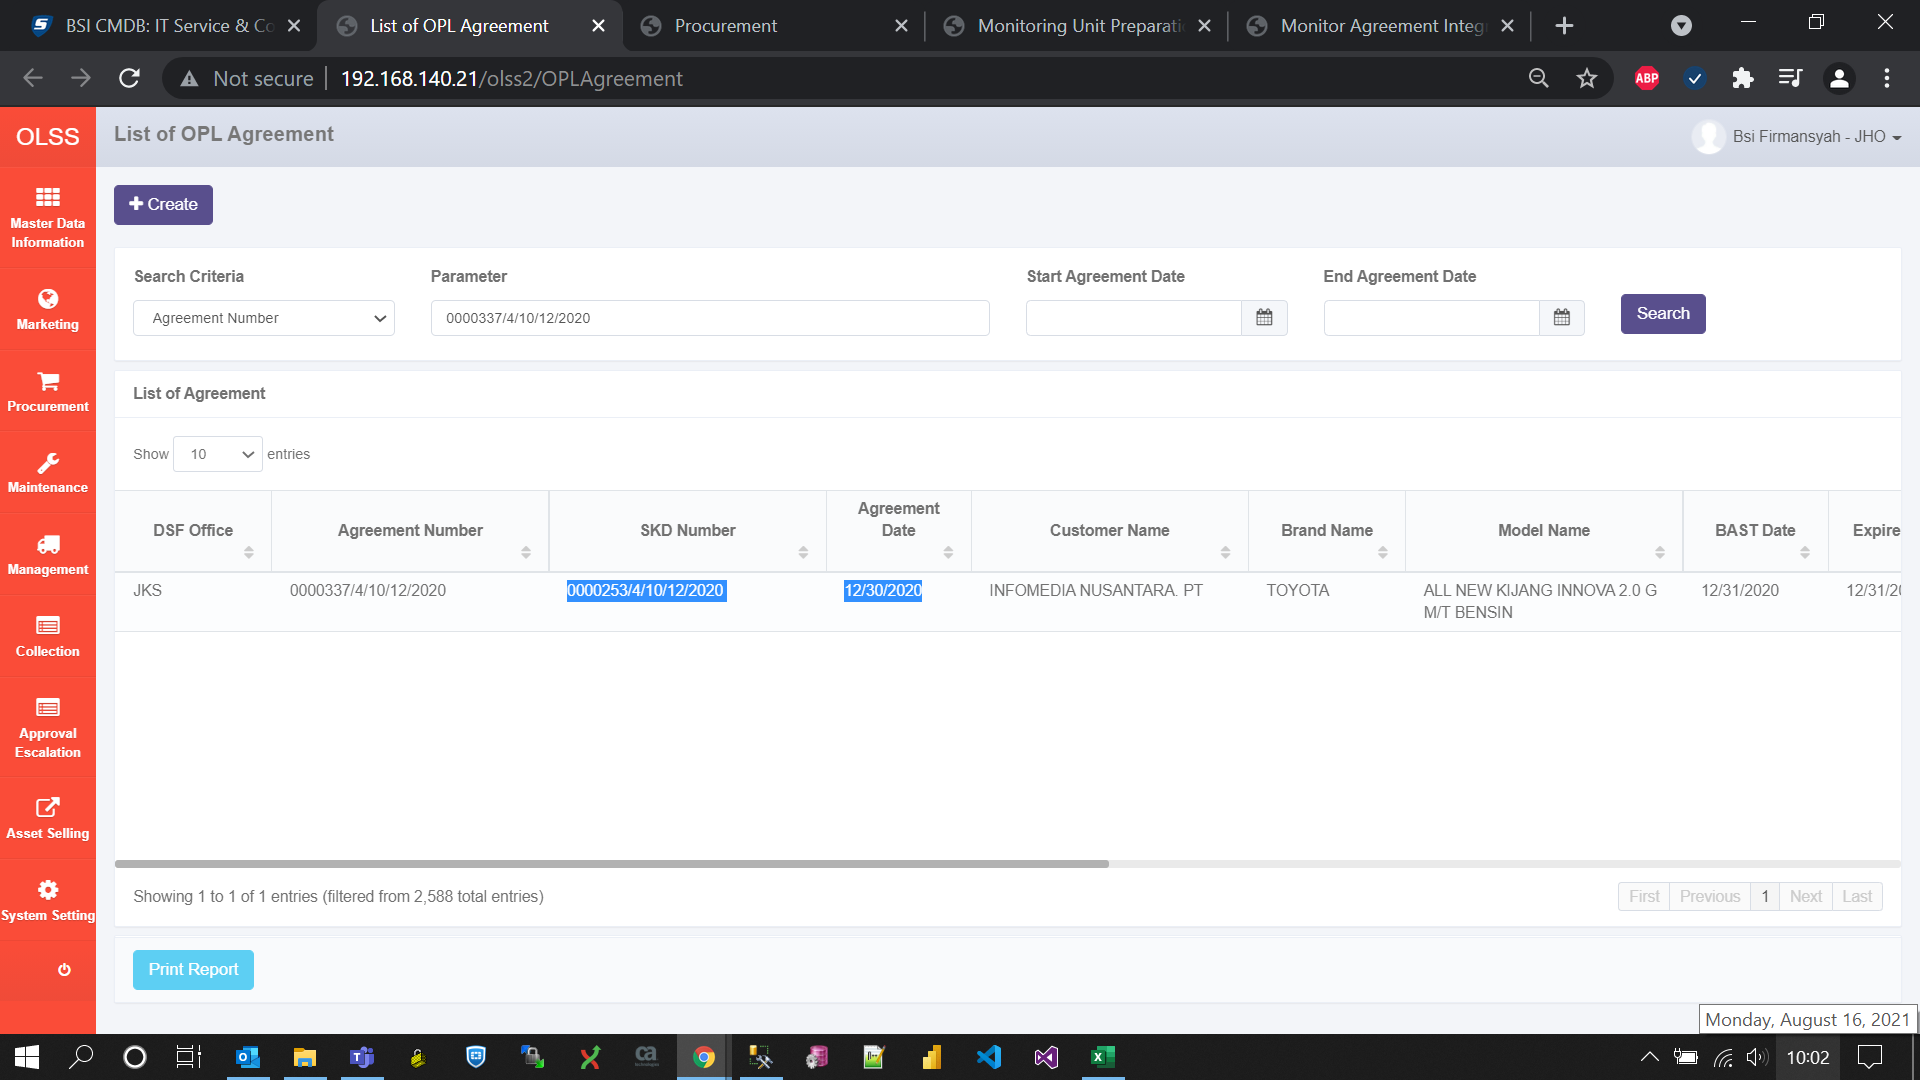 BSI CMDB: IT Service & Co
List of OPL Agreement
Procurement
Monitoring Unit Preparati
Monitor Agreement Integ
Not secure
192.168.140.21/olss2/OPLAgreement
ABP
OLSS
List of OPL Agreement
Bsi Firmansyah - JHO
Master Data
Information
Marketing
Procurement
Maintenance
Management
Collection
Approval
Escalation
Asset Selling
System Setting
Create
Search Criteria
Parameter
Start Agreement Date
End Agreement Date
Agreement Number
0000337/4/10/12/2020
Search
List of Agreement
Show 10 entries
DSF Office
Agreement Number
SKD Number
Agreement
Date
Customer Name
Brand Name
Model Name
BAST Date
Expire
JKS
0000337/4/10/12/2020
0000253/4/10/12/2020
12/30/2020
INFOMEDIA NUSANTARA. PT
TOYOTA
ALL NEW KIJANG INNOVA 2.0 G
M/T BENSIN
12/31/2020
12/31/20
Showing 1 to 1 of 1 entries (filtered from 2,588 total entries)
First Previous 1 Next Last
Print Report
Monday, August 16, 2021
10:02